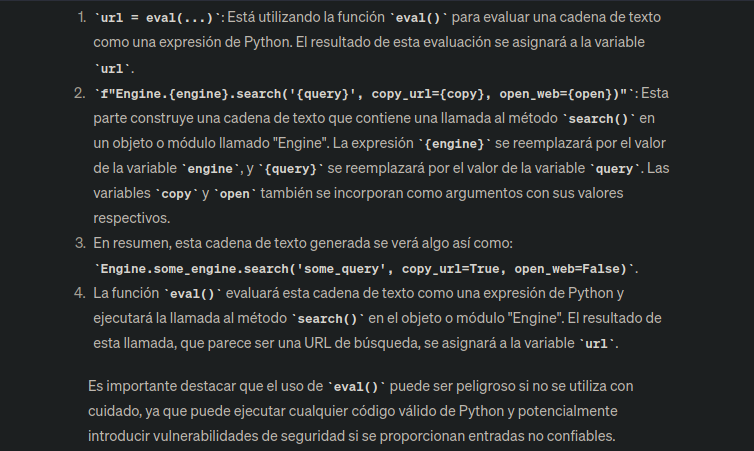 1. `url = eval(...)`: Está utilizando la función `eval()` para evaluar una cadena de texto
como una expresión de Python. El resultado de esta evaluación se asignará a la variable
`url`.
2. `f"Engine.{engine}.search('{query}', copy_url={copy}, open_web={open})"`: Esta
parte construye una cadena de texto que contiene una llamada al método `search()` en
un objeto o módulo llamado "Engine". La expresión `{engine}` se reemplazará por el valor
de la variable `engine`, y `{query}` se reemplazará por el valor de la variable `query`. Las
variables `copy` y `open` también se incorporan como argumentos con sus valores
respectivos.
3. En resumen, esta cadena de texto generada se verá algo así como:
`Engine.some_engine.search('some_query', copy_url=True, open_web=False)`.
4. La función `eval()` evaluará esta cadena de texto como una expresión de Python y
ejecutará la llamada al método `search()` en el objeto o módulo "Engine". El resultado de
esta llamada, que parece ser una URL de búsqueda, se asignará a la variable `url`.
Es importante destacar que el uso de `eval()` puede ser peligroso si no se utiliza con
cuidado, ya que puede ejecutar cualquier código válido de Python y potencialmente
introducir vulnerabilidades de seguridad si se proporcionan entradas no confiables.